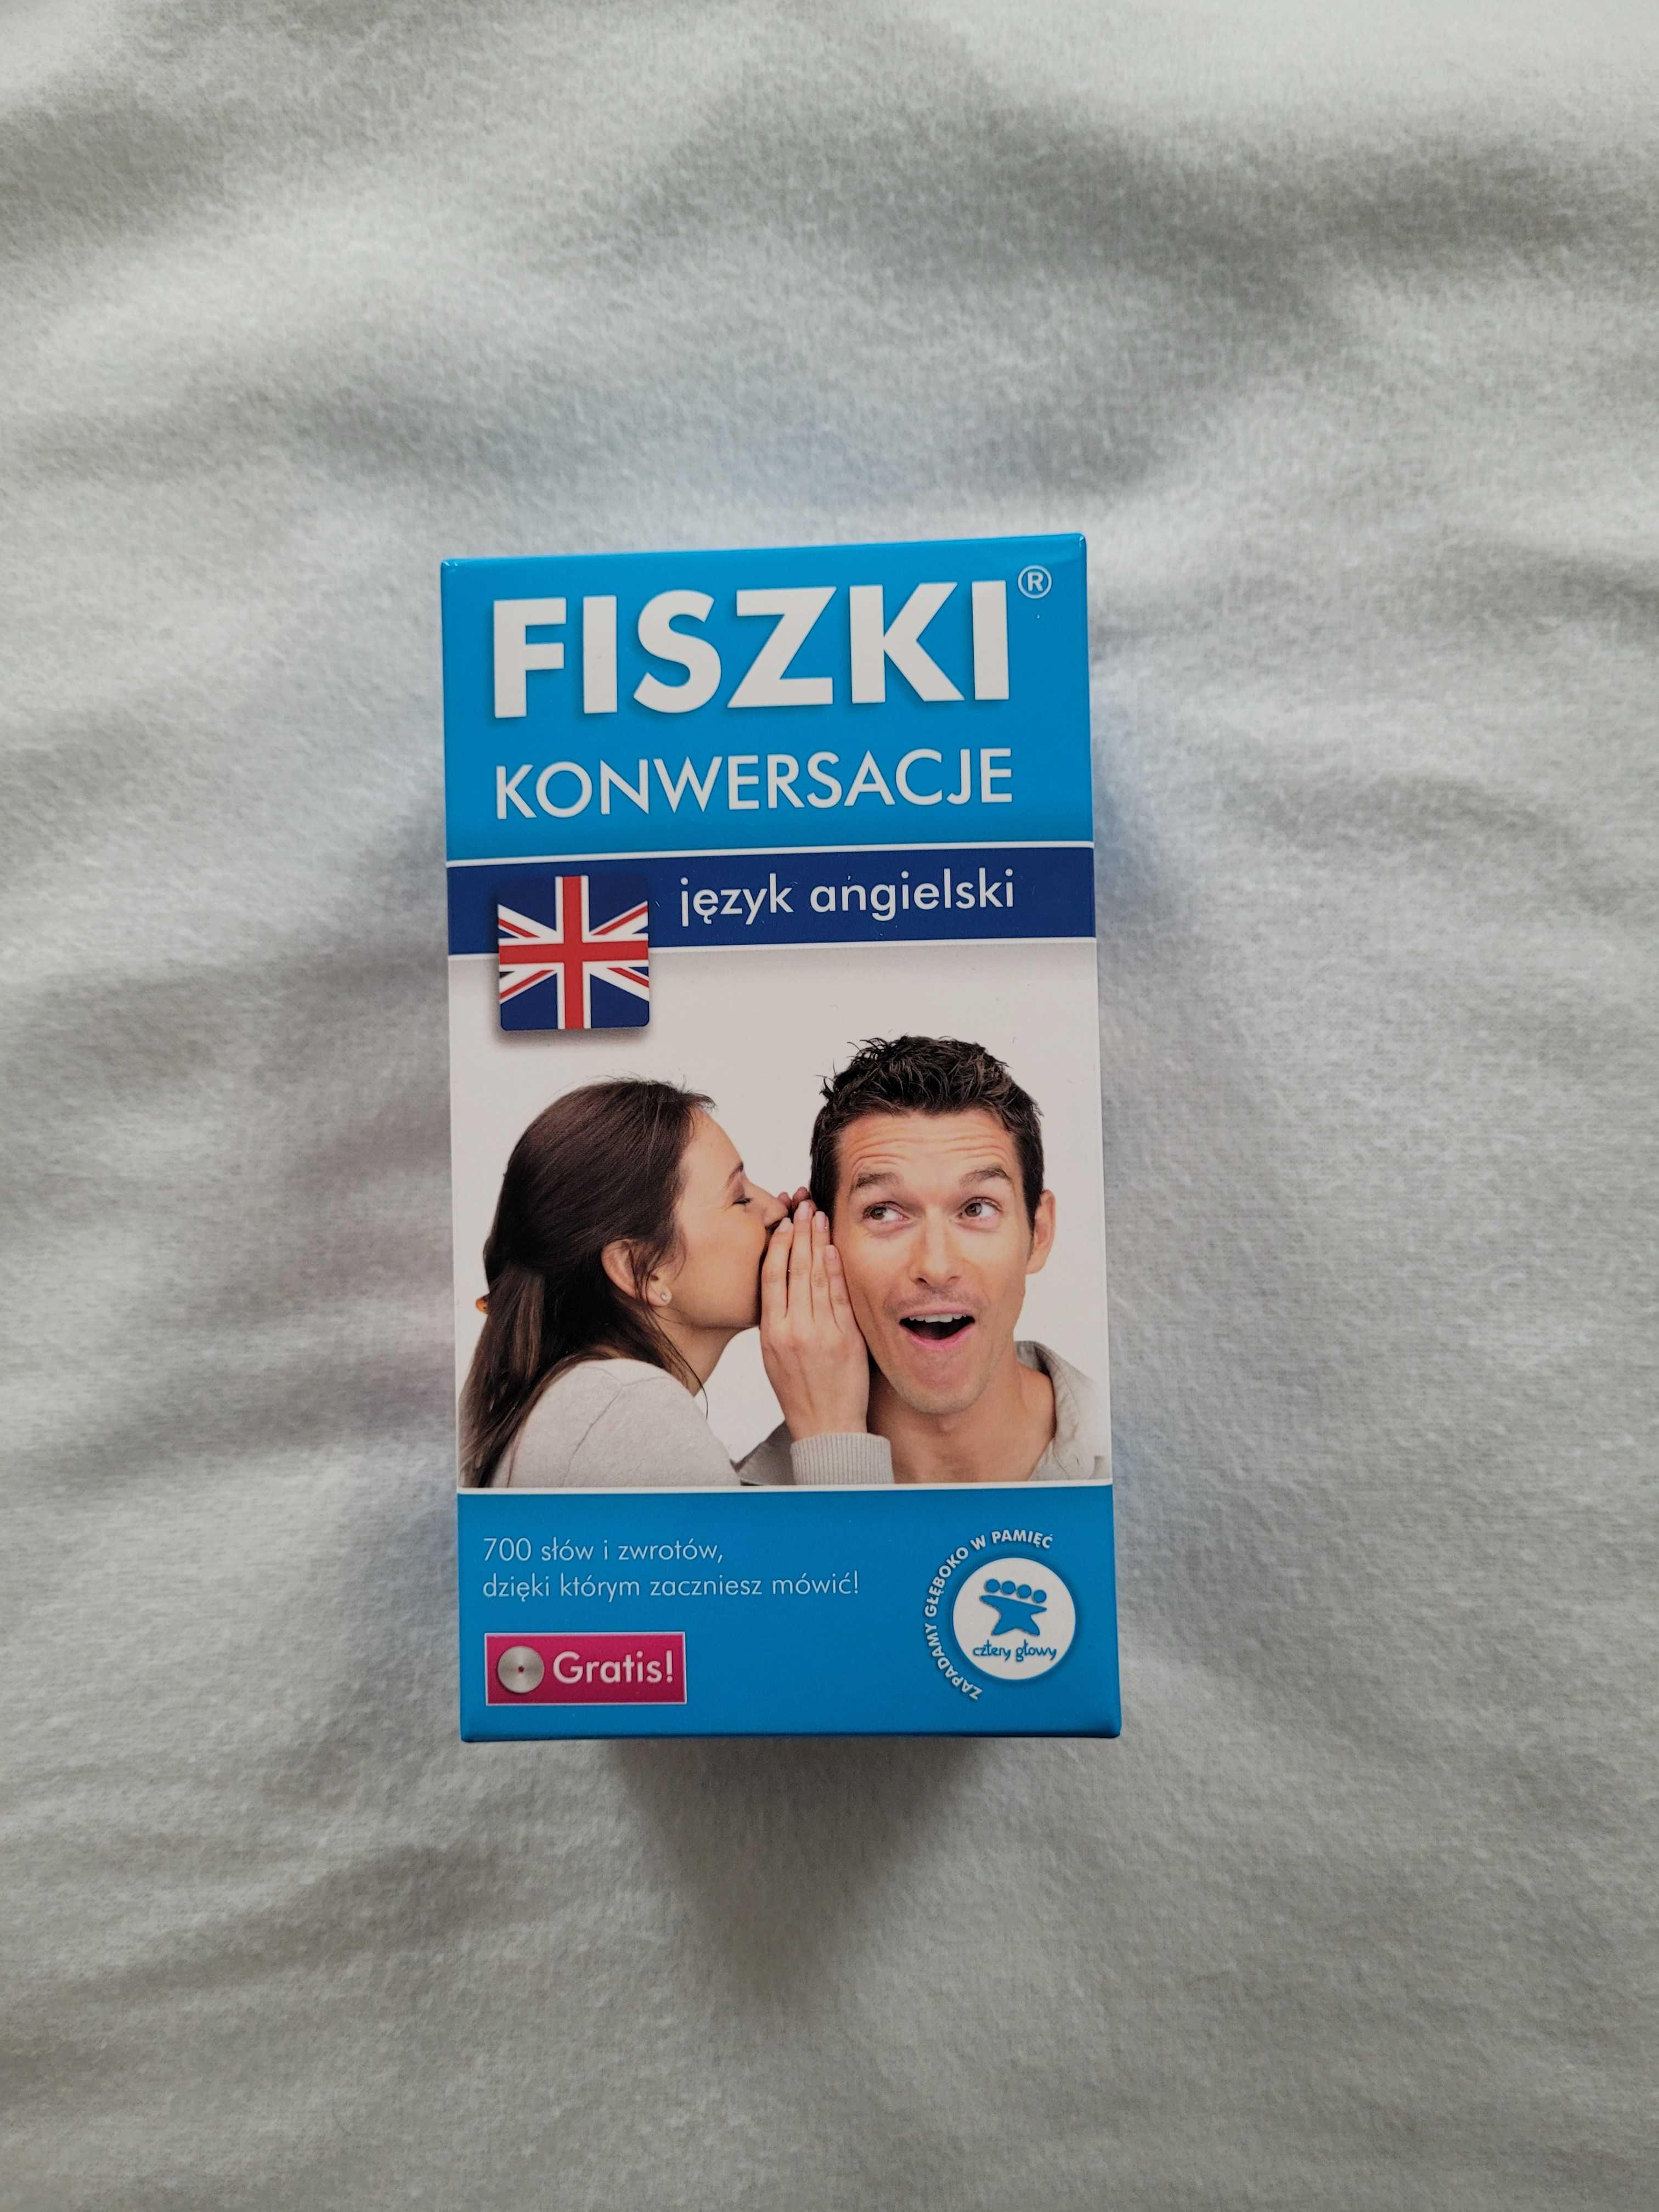 FISZKI®
KONWERSACJE
język angielski
700 słów i zwrotów,
dzięki którym zaczniesz mówić!
Gratis!
ZAPADAMY GŁĘBOKO W PAMIĘĆ
cztery głowy